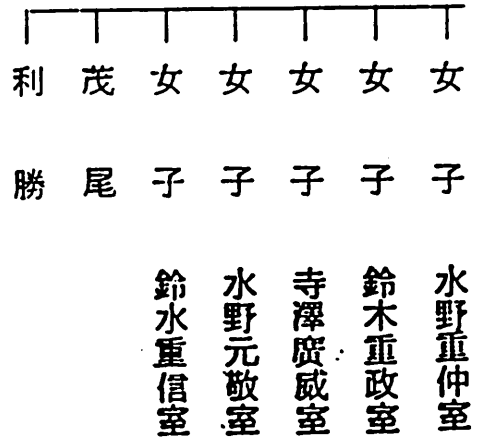 女子 水野重仲室
女子 鈴木重政室
女子 寺澤廣威室
女子 水野元敬室
女子 鈴水重信室
茂尾
利勝